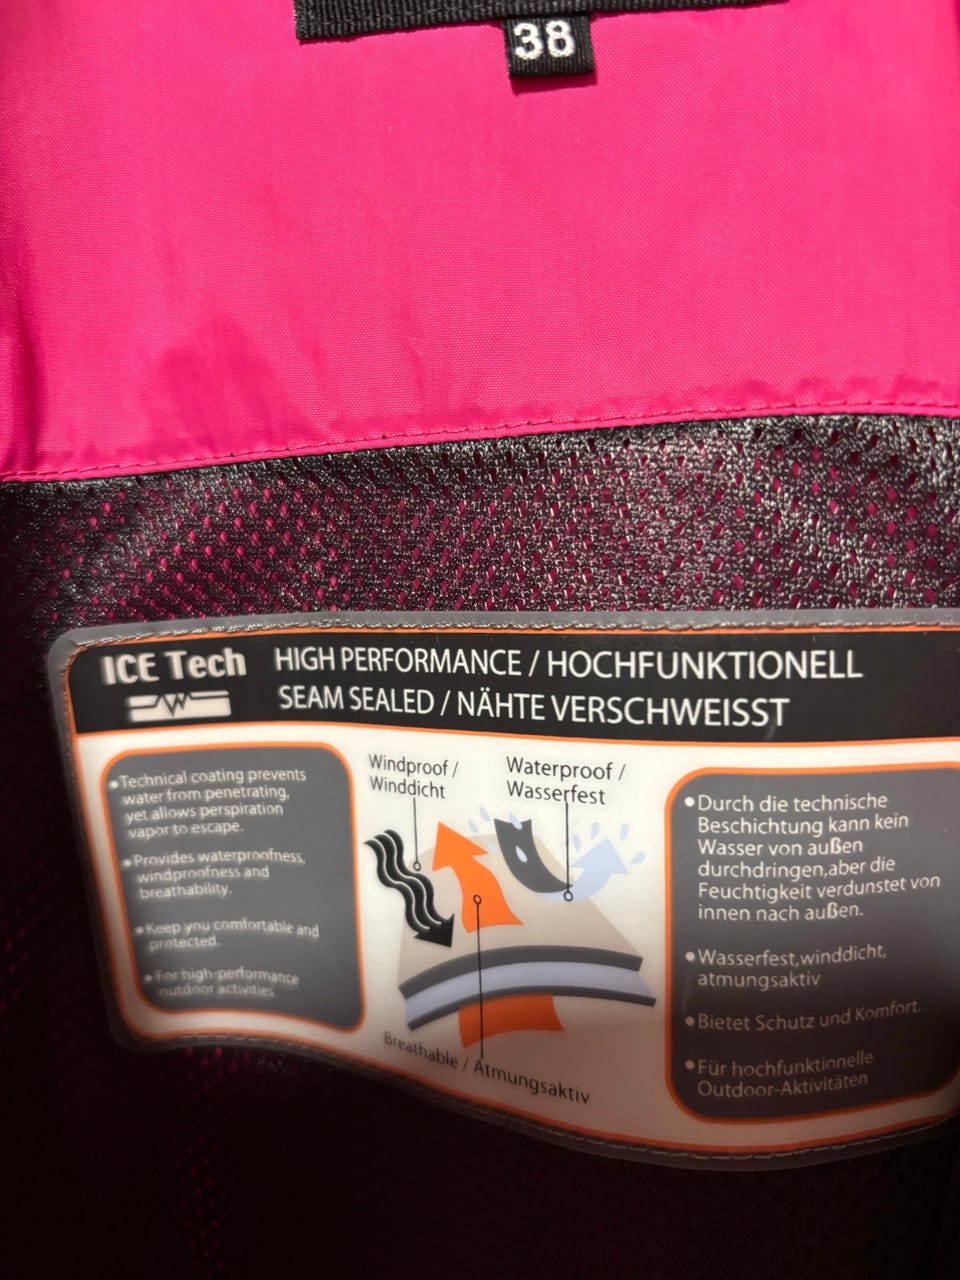 38
ICE Tech
HIGH PERFORMANCE / HOCHFUNKTIONELL
SEAM SEALED / NÄHTE VERSCHWEISST
•Technical coating prevents
water from penetrating,
yet allows perspiration
vapor to escape.
•Provides waterproofness,
windproofness and
breathability.
•Keep you comfortable and
protected.
•For high-performance
outdoor activities.
Windproof /
Winddicht
Waterproof /
Wasserfest
Breathable / Atmungsaktiv
•Durch die technische
Beschichtung kann kein
Wasser von außen
durchdringen,aber die
Feuchtigkeit verdunstet von
innen nach außen.
•Wasserfest,winddicht,
atmungsaktiv
•Bietet Schutz und Komfort.
•Für hochfunktionelle
Outdoor-Aktivitäten